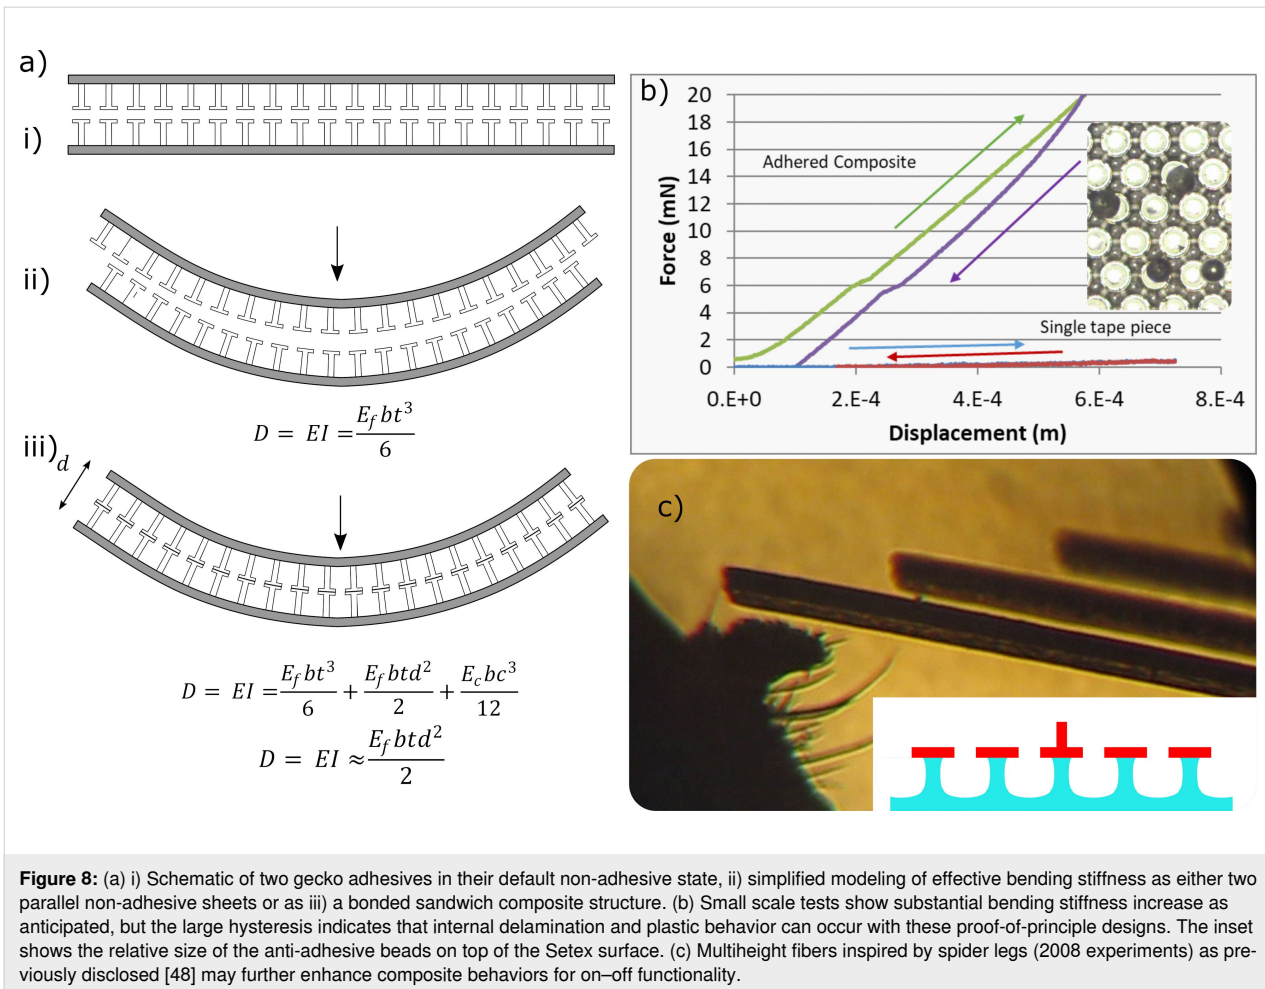 a)
i)
ii)
D = EI = E_f bt^3 / 6
iii)
d
D = EI = E_f bt^3 / 6 + E_f btd^2 / 2 + E_c bc^3 / 12
D = EI ≈ E_f btd^2 / 2
b)
20
18
16
14
12
10
8
6
4
2
0
Force (mN)
Adhered Composite
Single tape piece
0.E+0 2.E-4 4.E-4 6.E-4 8.E-4
Displacement (m)
c)
Figure 8: (a) i) Schematic of two gecko adhesives in their default non-adhesive state, ii) simplified modeling of effective bending stiffness as either two
parallel non-adhesive sheets or as iii) a bonded sandwich composite structure. (b) Small scale tests show substantial bending stiffness increase as
anticipated, but the large hysteresis indicates that internal delamination and plastic behavior can occur with these proof-of-principle designs. The inset
shows the relative size of the anti-adhesive beads on top of the Setex surface. (c) Multiheight fibers inspired by spider legs (2008 experiments) as pre-
viously disclosed [48] may further enhance composite behaviors for on–off functionality.